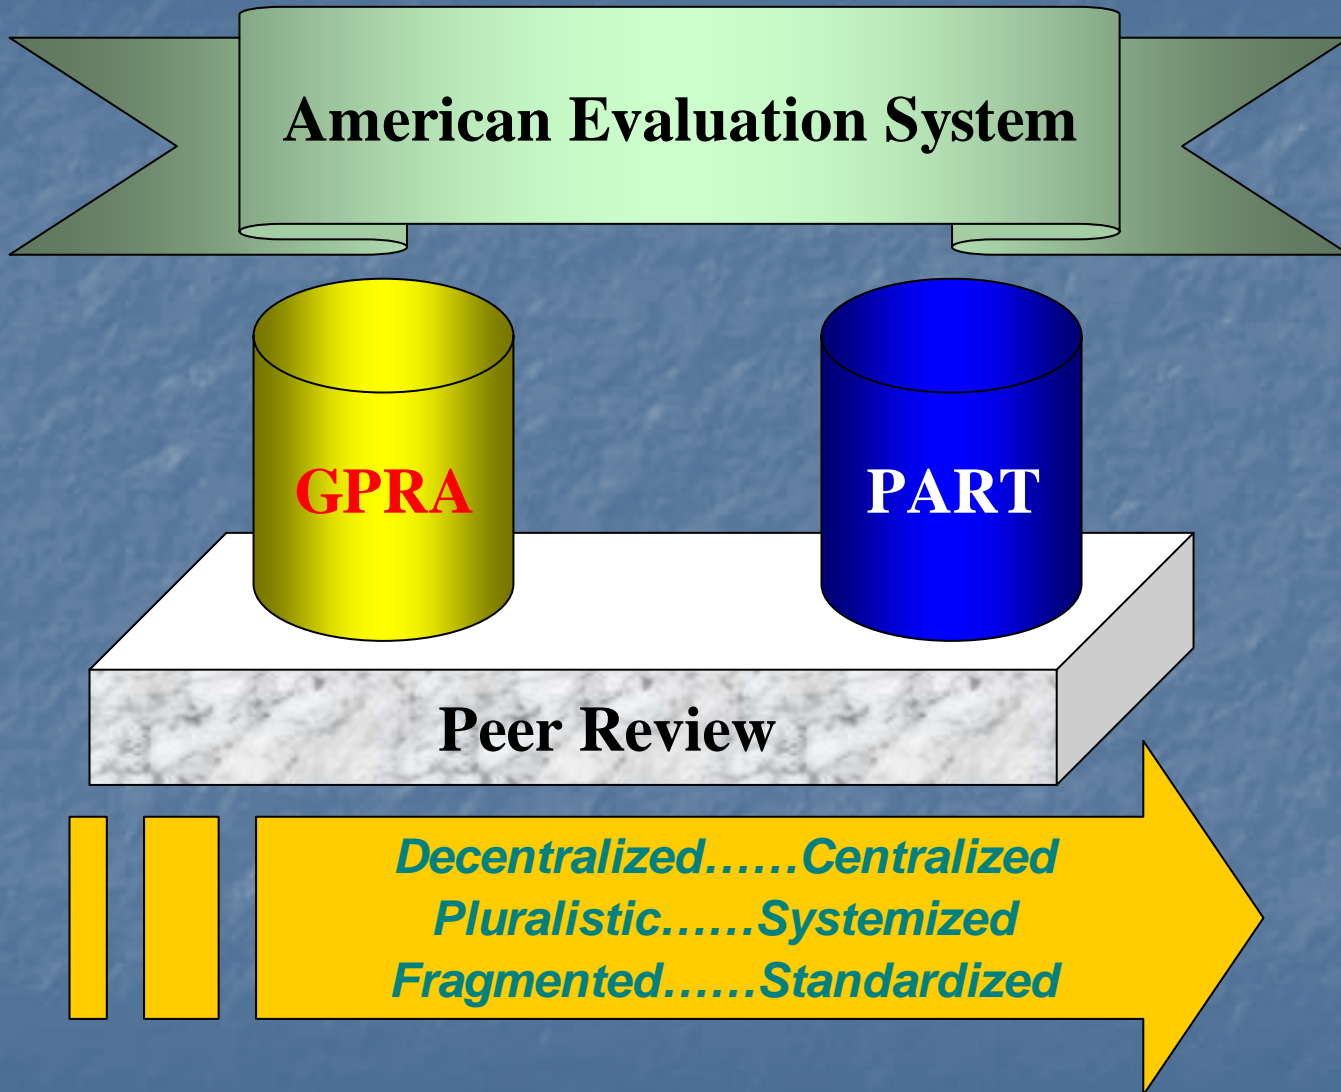 American Evaluation System
GPRA
PART
Peer Review
Decentralized......Centralized
Pluralistic......Systemized
Fragmented......Standardized